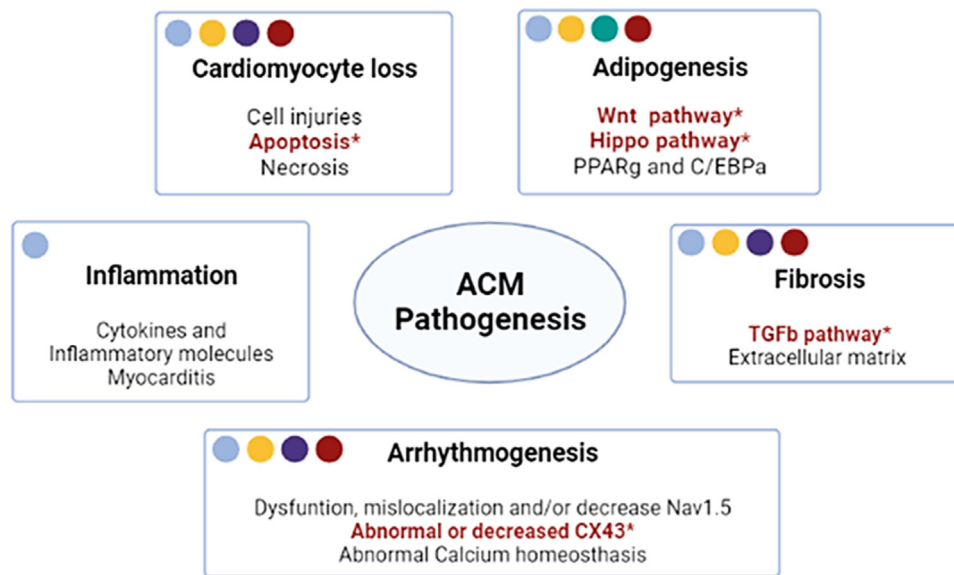 Cardiomyocyte loss
Cell injuries
Apoptosis*
Necrosis
Adipogenesis
Wnt pathway*
Hippo pathway*
PPARg and C/EBPa
Inflammation
Cytokines and
Inflammatory molecules
Myocarditis
ACM
Pathogenesis
Fibrosis
TGFb pathway*
Extracellular matrix
Arrhythmogenesis
Dysfuntion, mislocalization and/or decrease Nav1.5
Abnormal or decreased CX43*
Abnormal Calcium homeosthasis